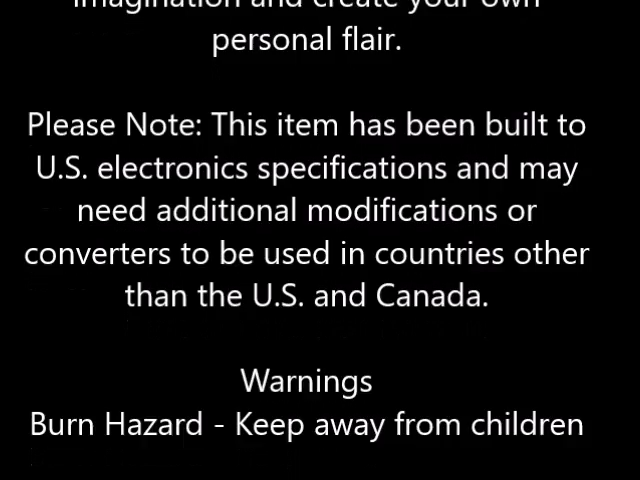 imagination and create your own
personal flair.
Please Note: This item has been built to
U.S. electronics specifications and may
need additional modifications or
converters to be used in countries other
than the U.S. and Canada.
Warnings
Burn Hazard - Keep away from children